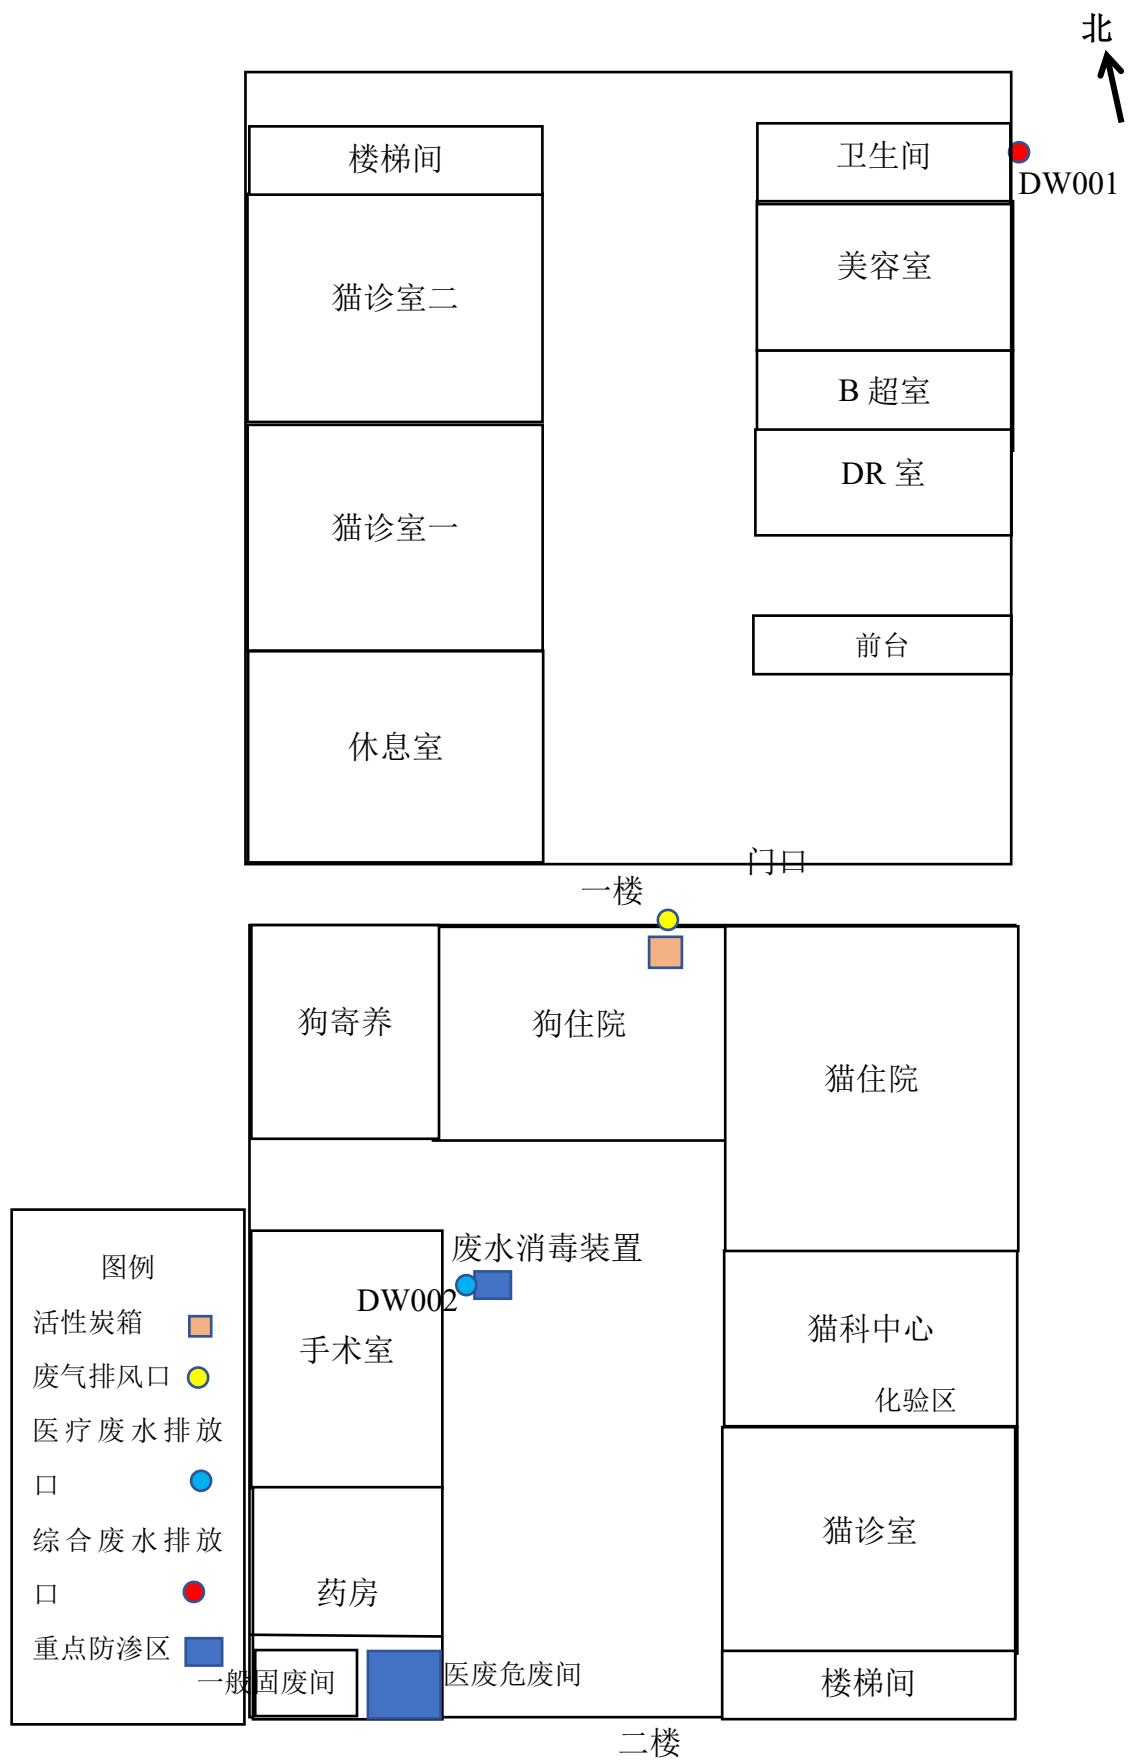 北
楼梯间
卫生间
DW001
美容室
猫诊室二
B 超室
DR 室
猫诊室一
前台
休息室
门口
一楼
狗寄养
狗住院
猫住院
废水消毒装置
DW002
手术室
猫科中心
化验区
猫诊室
药房
一般固废间
医废危废间
楼梯间
二楼
图例
活性炭箱
废气排风口
医疗废水排放
口
综合废水排放
口
重点防渗区